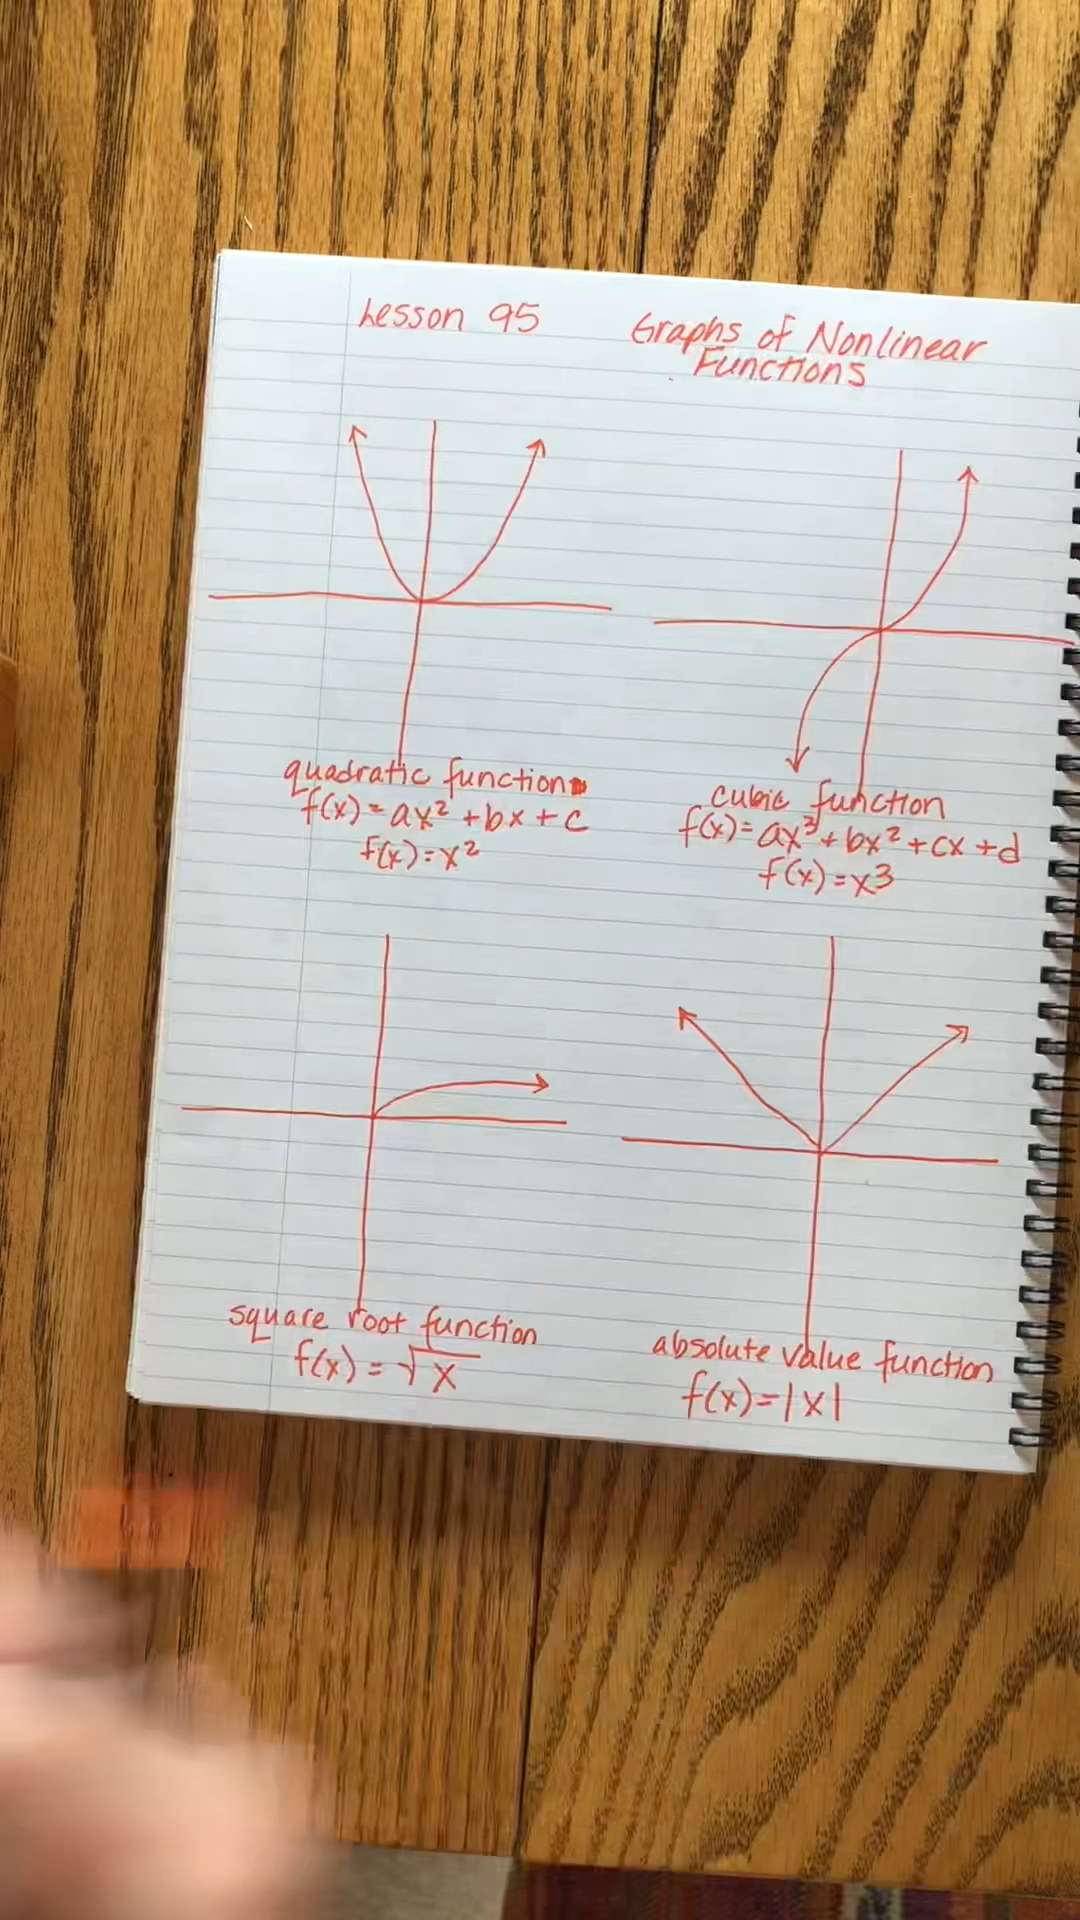 Lesson 95
Graphs of Nonlinear
Functions
quadratic function
f(x) = ax² + bx + c
f(x) = x²
cubic function
f(x) = ax³ + bx² + cx + d
f(x) = x³
square root function
f(x) = √x
absolute value function
f(x) = |x|